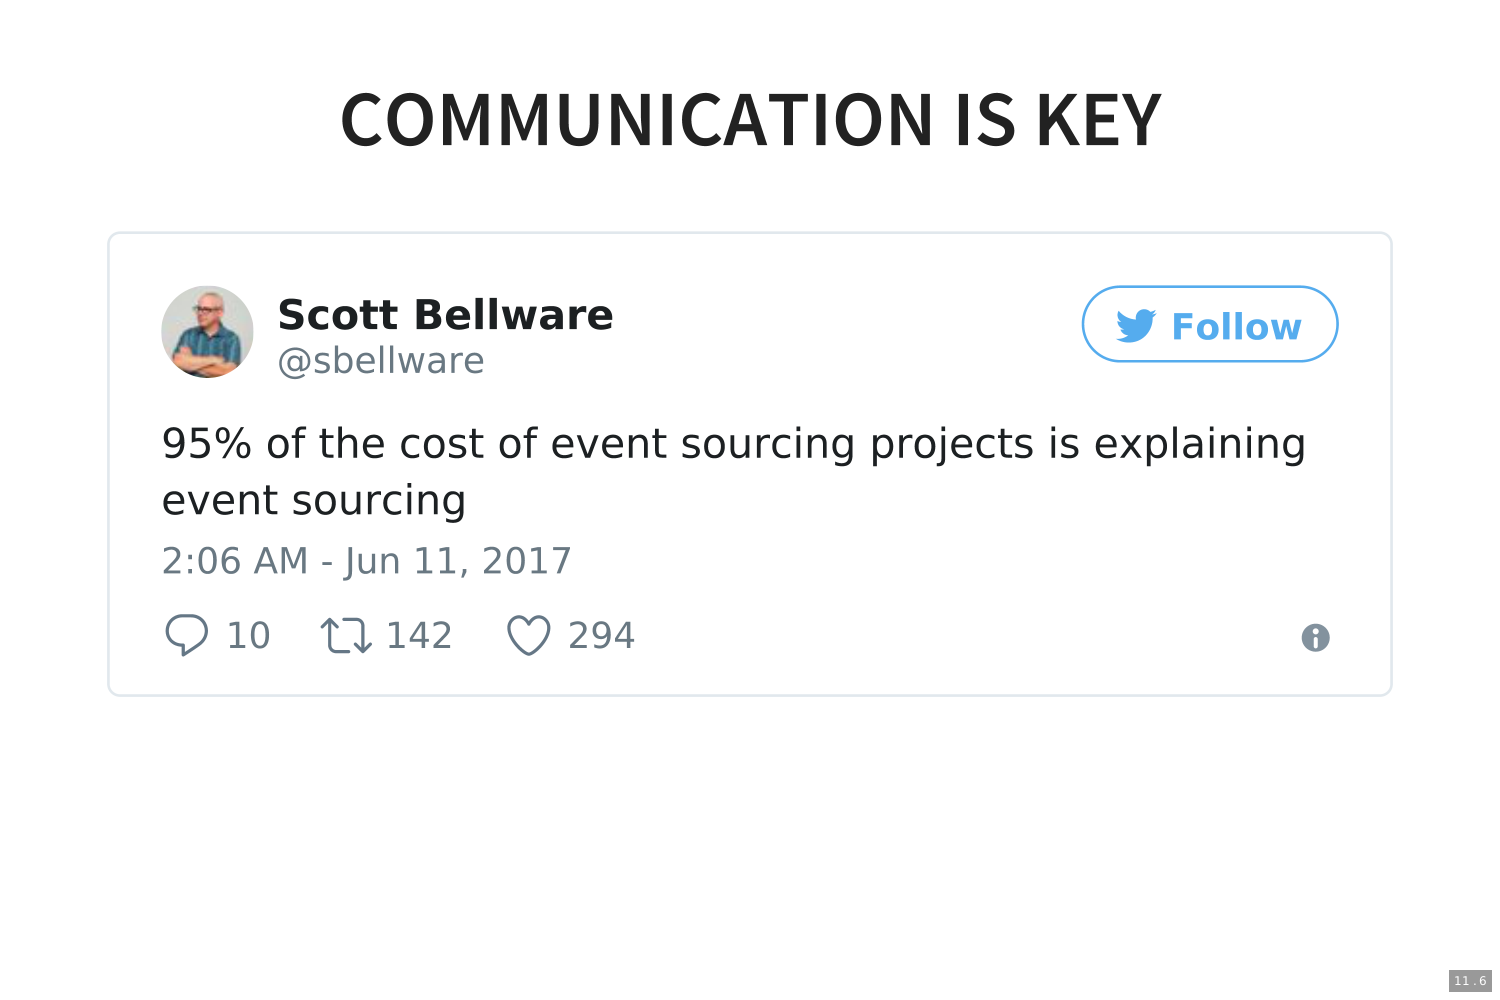 COMMUNICATION IS KEY
Scott Bellware
@sbellware
Follow
95% of the cost of event sourcing projects is explaining
event sourcing
2:06 AM - Jun 11, 2017
10 142 294
11.6